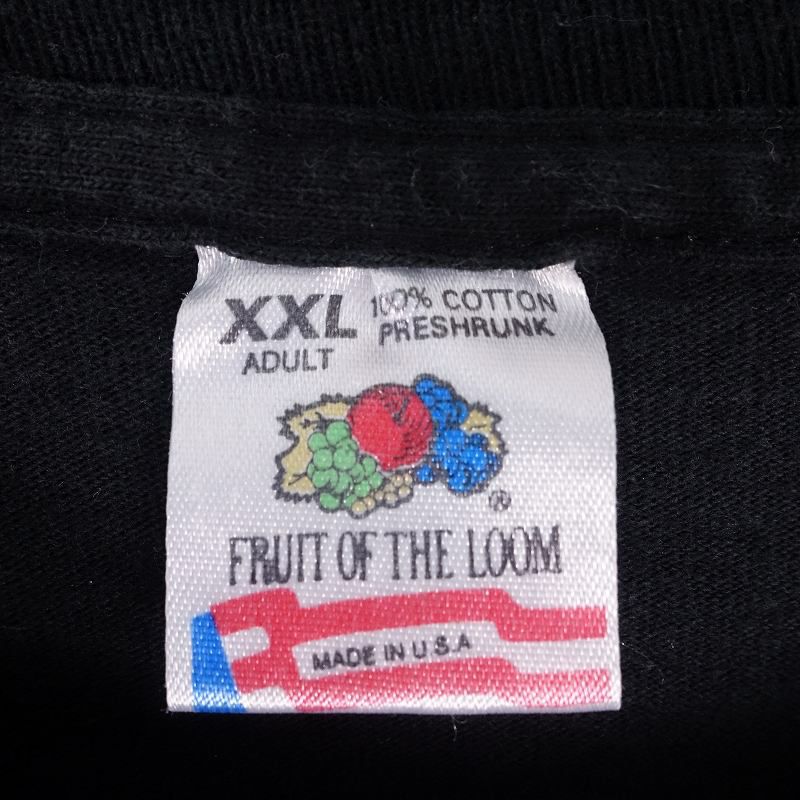 XXL 100% COTTON
ADULT PRESHRUNK
®
FRUIT OF THE LOOM
MADE IN U.S.A